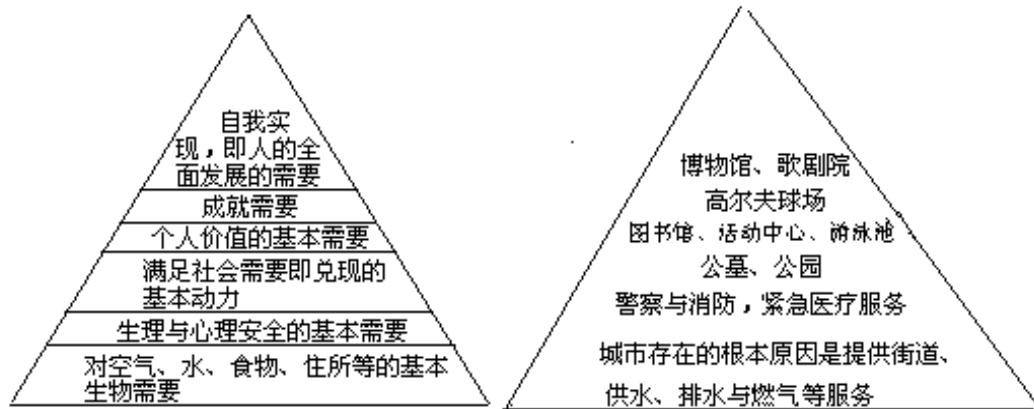 自我实
现，即人的全
面发展的需要
成就需要
个人价值的基本需要
满足社会需要即兑现的
基本动力
生理与心理安全的基本需要
对空气、水、食物、住所等的基本
生物需要
博物馆、歌剧院
高尔夫球场
图书馆、活动中心、游泳池
公墓、公园
警察与消防，紧急医疗服务
城市存在的根本原因是提供街道、
供水、排水与燃气等服务